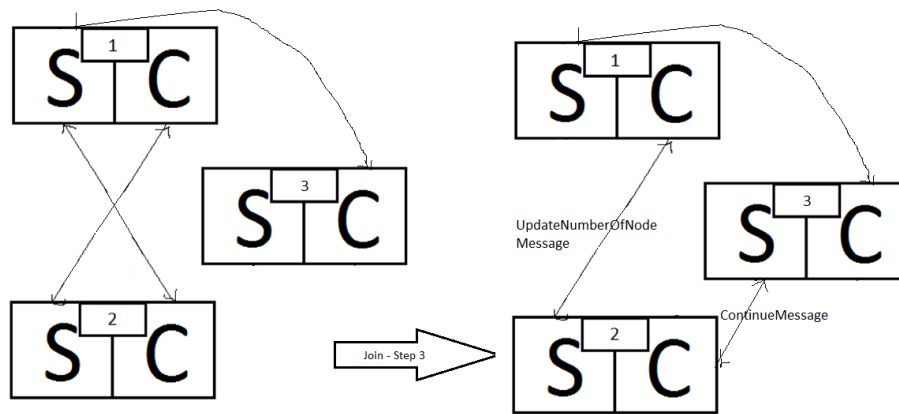 1
S C
3
S C
2
S C
Join - Step 3
1
S C
UpdateNumberOfNode
Message
3
S C
ContinueMessage
2
S C